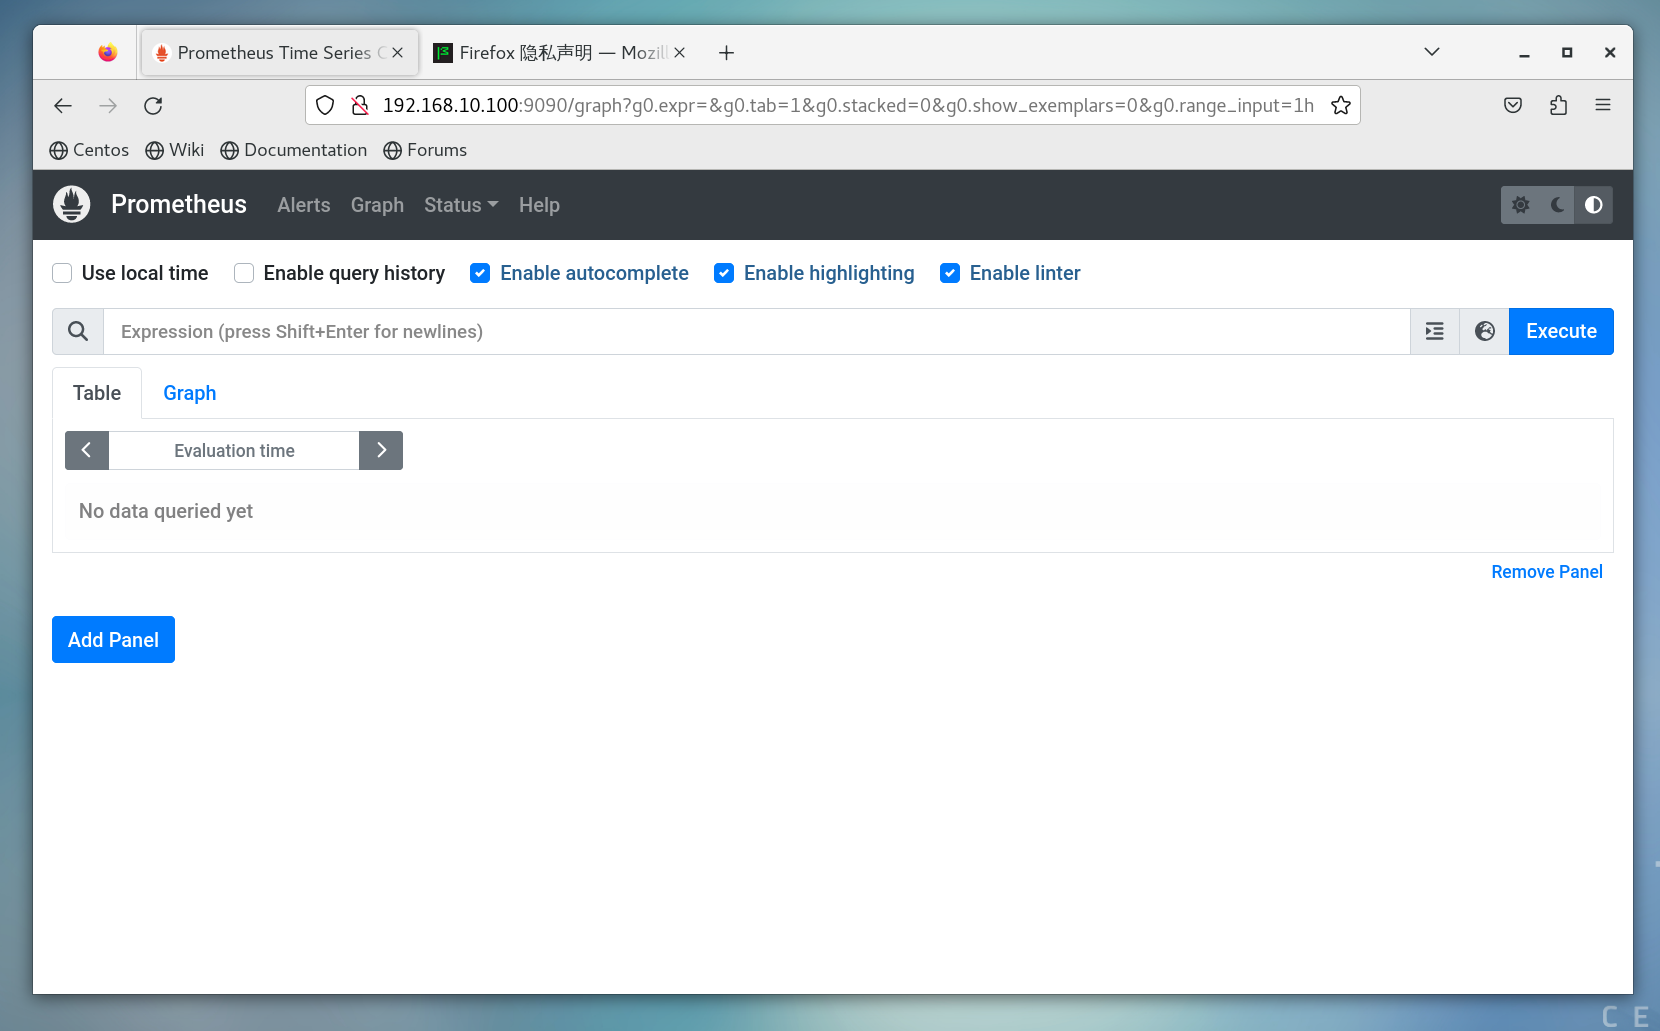 Prometheus Time Series C
Firefox 隐私声明 — Mozill
192.168.10.100:9090/graph?g0.expr=&g0.tab=1&g0.stacked=0&g0.show_exemplars=0&g0.range_input=1h
Centos Wiki Documentation Forums
Prometheus Alerts Graph Status Help
Use local time Enable query history Enable autocomplete Enable highlighting Enable linter
Expression (press Shift+Enter for newlines) Execute
Table Graph
Evaluation time
No data queried yet
Remove Panel
Add Panel
C E